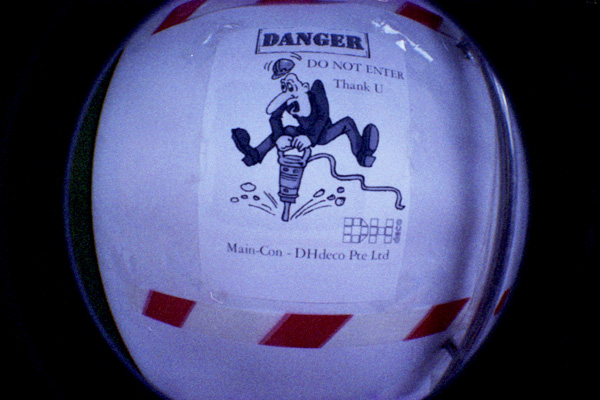 DANGER
DO NOT ENTER
Thank U
DH deco
Main-Con - DHdeco Pte Ltd